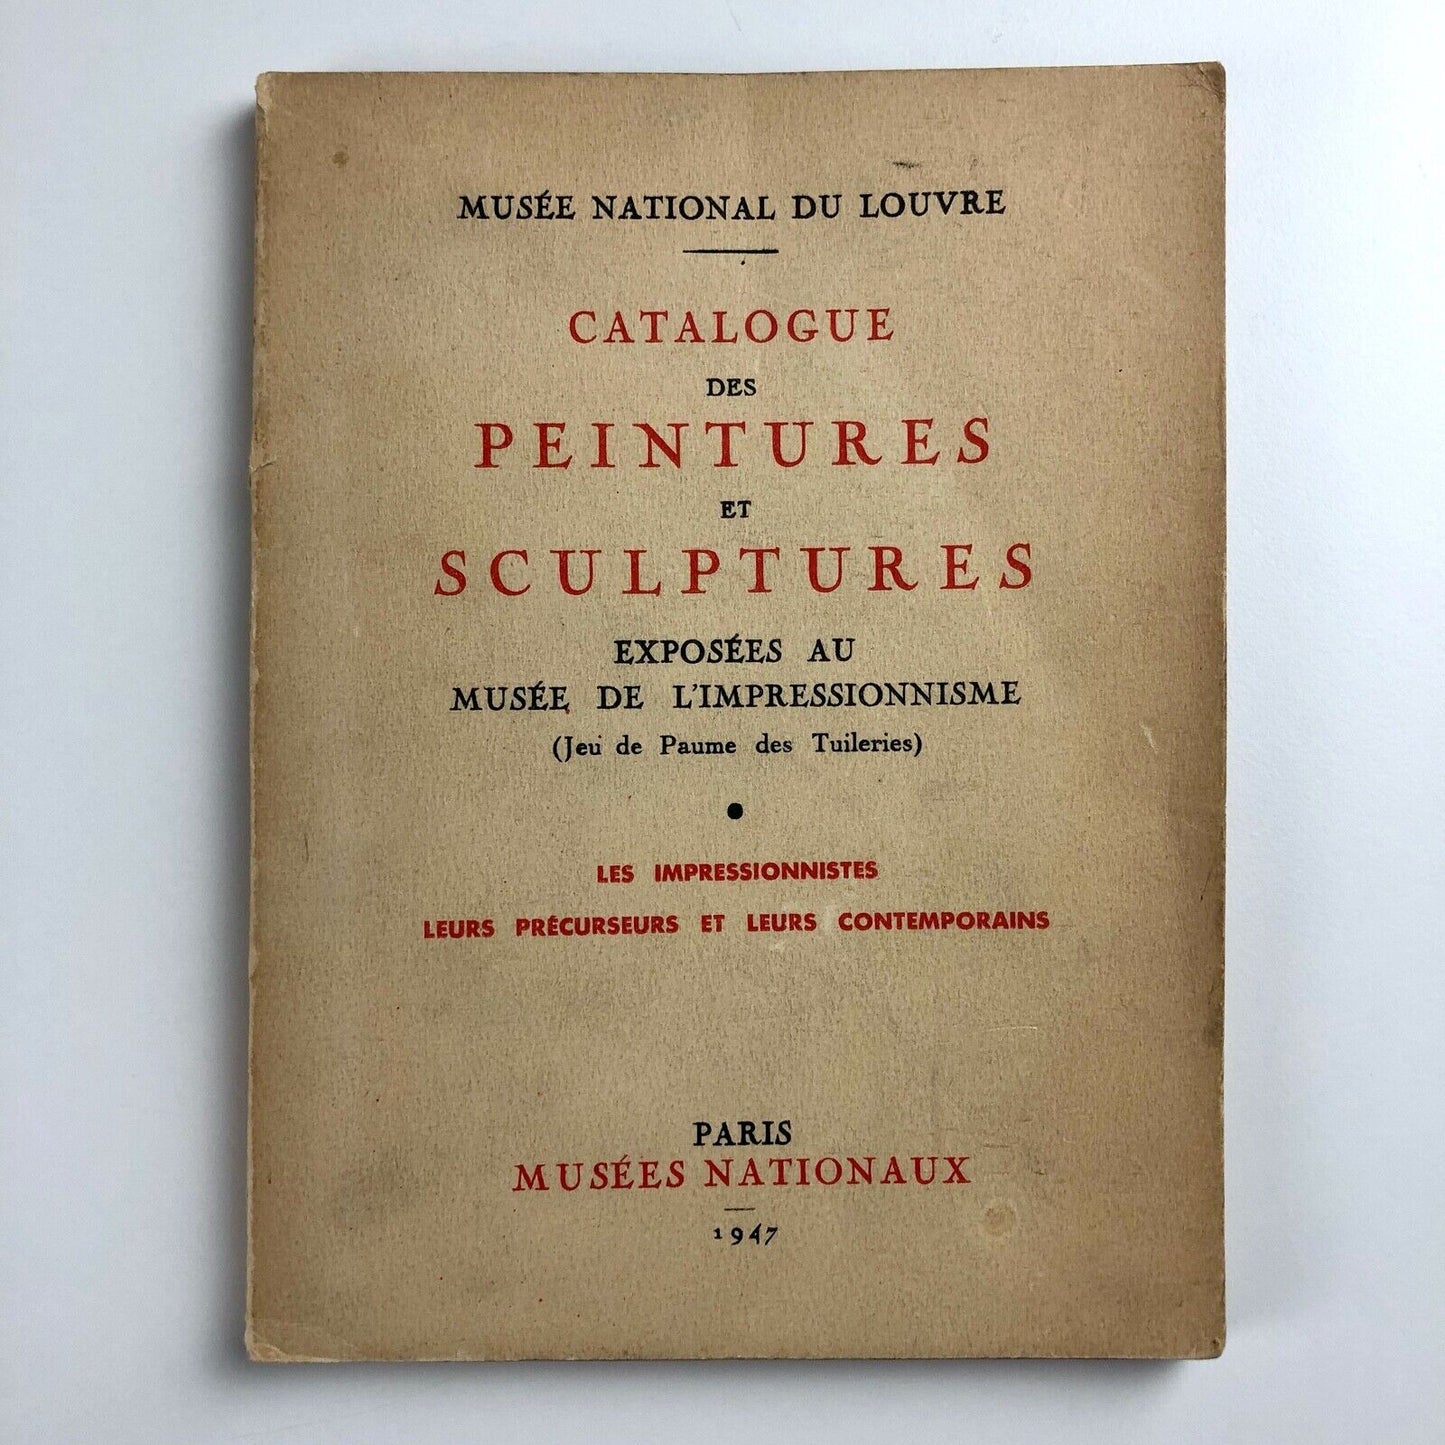 MUSÉE NATIONAL DU LOUVRE
CATALOGUE
DES
PEINTURES
ET
SCULPTURES
EXPOSÉES AU
MUSÉE DE L'IMPRESSIONNISME
(Jeu de Paume des Tuileries)
LES IMPRESSIONNISTES
LEURS PRÉCURSEURS ET LEURS CONTEMPORAINS
PARIS
MUSÉES NATIONAUX
1947